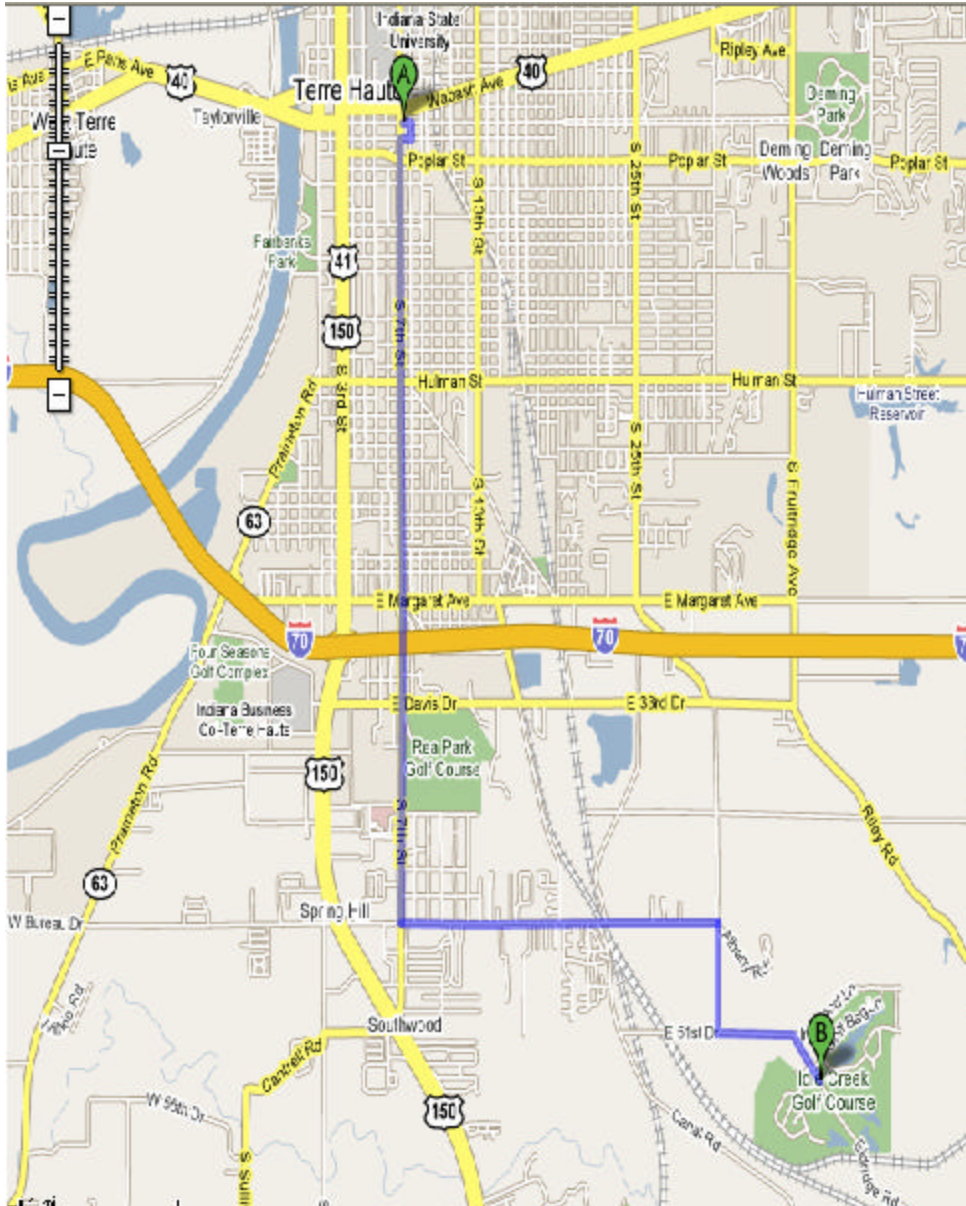 Indiana State
University
E Paris Ave
Ripley Ave
40
40
A
Terre Haute
Wabash Ave
Taylorville
Deming
Park
Poplar St
Poplar St
Poplar St
Deming
Woods
Deming
Park
S 25th St
S 13th St
Fairbanks
Park
41
150
S 7th St
S 3rd St
Hulman St
Hulman St
Hulman Street
Reservoir
Prairieton Rd
S 25th St
S 13th St
S Fruitridge Ave
63
E Margaret Ave
E Margaret Ave
70
70
Four Seasons
Golf Complex
Indiana Business
Col-Terre Haute
E Davis Dr
E 33rd Dr
Rea Park
Golf Course
150
Prairieton Rd
S 7th St
Riley Rd
63
Spring Hill
W Bureau Dr
Southwood
E 51st Dr
B
Cantrell Rd
Golf Course
W 56th Dr
150
Canal Rd
Eldridge Rd